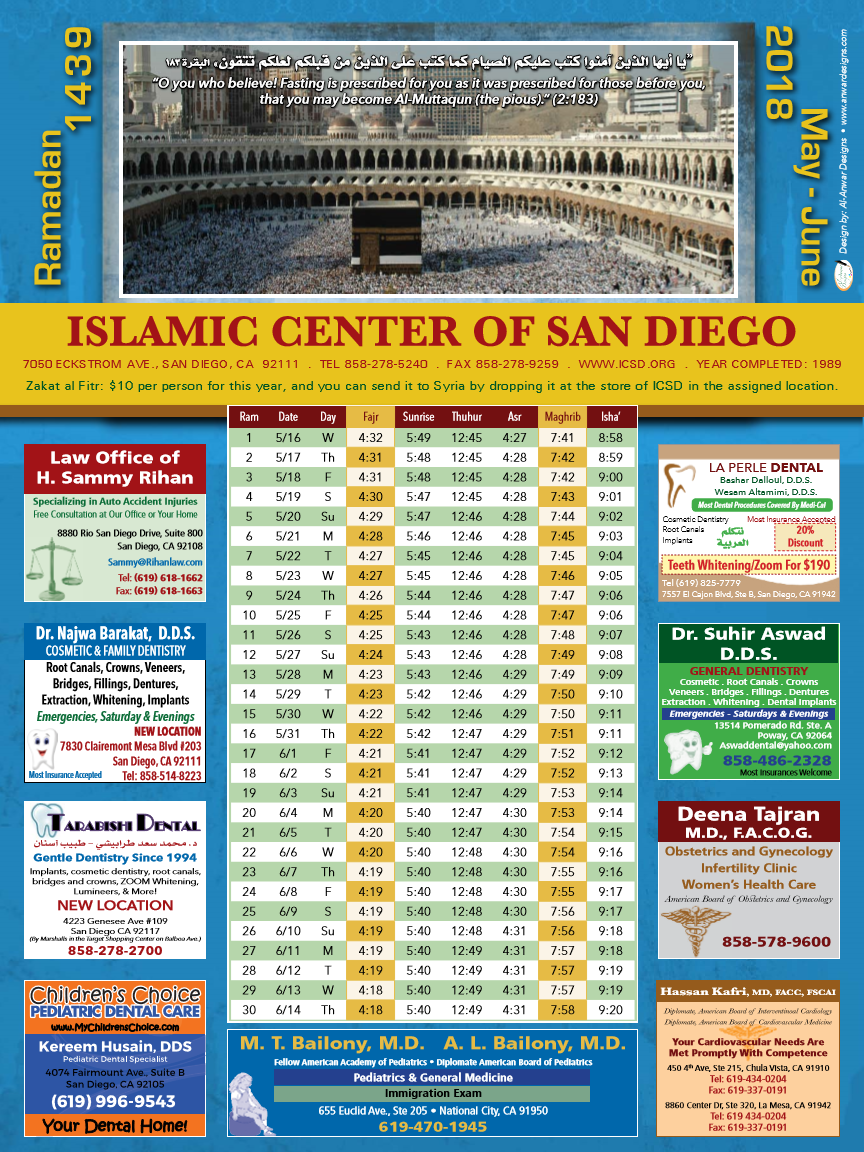 Ramadan 1439
2018
May - June
Design by: Al-Anwar Designs • www.anwardesigns.com
”يا أيها الذين آمنوا كتب عليكم الصيام كما كتب على الذين من قبلكم لعلكم تتقون، البقرة ١٨٣
“O you who believe! Fasting is prescribed for you as it was prescribed for those before you,
that you may become Al-Muttaqun (the pious).” (2:183)
ISLAMIC CENTER OF SAN DIEGO
7050 ECKSTROM AVE., SAN DIEGO, CA 92111 . TEL 858-278-5240 . FAX 858-278-9259 . WWW.ICSD.ORG . YEAR COMPLETED: 1989
Zakat al Fitr: $10 per person for this year, and you can send it to Syria by dropping it at the store of ICSD in the assigned location.
Ram Date Day Fajr Sunrise Thuhur Asr Maghrib Isha’
1 5/16 W 4:32 5:49 12:45 4:27 7:41 8:58
2 5/17 Th 4:31 5:48 12:45 4:28 7:42 8:59
3 5/18 F 4:31 5:48 12:45 4:28 7:42 9:00
4 5/19 S 4:30 5:47 12:45 4:28 7:43 9:01
5 5/20 Su 4:29 5:47 12:46 4:28 7:44 9:02
6 5/21 M 4:28 5:46 12:46 4:28 7:45 9:03
7 5/22 T 4:27 5:45 12:46 4:28 7:45 9:04
8 5/23 W 4:27 5:45 12:46 4:28 7:46 9:05
9 5/24 Th 4:26 5:44 12:46 4:28 7:47 9:06
10 5/25 F 4:25 5:44 12:46 4:28 7:47 9:06
11 5/26 S 4:25 5:43 12:46 4:28 7:48 9:07
12 5/27 Su 4:24 5:43 12:46 4:28 7:49 9:08
13 5/28 M 4:23 5:43 12:46 4:29 7:49 9:09
14 5/29 T 4:23 5:42 12:46 4:29 7:50 9:10
15 5/30 W 4:22 5:42 12:46 4:29 7:50 9:11
16 5/31 Th 4:22 5:42 12:47 4:29 7:51 9:11
17 6/1 F 4:21 5:41 12:47 4:29 7:52 9:12
18 6/2 S 4:21 5:41 12:47 4:29 7:52 9:13
19 6/3 Su 4:21 5:41 12:47 4:29 7:53 9:14
20 6/4 M 4:20 5:40 12:47 4:30 7:53 9:14
21 6/5 T 4:20 5:40 12:47 4:30 7:54 9:15
22 6/6 W 4:20 5:40 12:48 4:30 7:54 9:16
23 6/7 Th 4:19 5:40 12:48 4:30 7:55 9:16
24 6/8 F 4:19 5:40 12:48 4:30 7:55 9:17
25 6/9 S 4:19 5:40 12:48 4:30 7:56 9:17
26 6/10 Su 4:19 5:40 12:48 4:31 7:56 9:18
27 6/11 M 4:19 5:40 12:49 4:31 7:57 9:18
28 6/12 T 4:19 5:40 12:49 4:31 7:57 9:19
29 6/13 W 4:18 5:40 12:49 4:31 7:57 9:19
30 6/14 Th 4:18 5:40 12:49 4:31 7:58 9:20
Law Office of
H. Sammy Rihan
Specializing in Auto Accident Injuries
Free Consultation at Our Office or Your Home
8880 Rio San Diego Drive, Suite 800
San Diego, CA 92108
Sammy@Rihanlaw.com
Tel: (619) 618-1662
Fax: (619) 618-1663
Dr. Najwa Barakat, D.D.S.
COSMETIC & FAMILY DENTISTRY
Root Canals, Crowns, Veneers,
Bridges, Fillings, Dentures,
Extraction, Whitening, Implants
Emergencies, Saturday & Evenings
NEW LOCATION
7830 Clairemont Mesa Blvd #203
San Diego, CA 92111
Most Insurance Accepted Tel: 858-514-8223
TARABISHI DENTAL
د. محمد سعد طرابيشي – طبيب أسنان
Gentle Dentistry Since 1994
Implants, cosmetic dentistry, root canals,
bridges and crowns, ZOOM Whitening,
Lumineers, & More!
NEW LOCATION
4223 Genesee Ave #109
San Diego CA 92117
(By Marshalls in the Target Shopping Center on Balboa Ave.)
858-278-2700
Children's Choice
PEDIATRIC DENTAL CARE
www.MyChildrensChoice.com
Kereem Husain, DDS
Pediatric Dental Specialist
4074 Fairmount Ave., Suite B
San Diego, CA 92105
(619) 996-9543
Your Dental Home!
M. T. Bailony, M.D. A. L. Bailony, M.D.
Fellow American Academy of Pediatrics • Diplomate American Board of Pediatrics
Pediatrics & General Medicine
Immigration Exam
655 Euclid Ave., Ste 205 • National City, CA 91950
619-470-1945
LA PERLE DENTAL
Bashar Dalloul, D.D.S.
Wesam Altamimi, D.D.S.
Most Dental Procedures Covered By Medi-Cal
Cosmetic Dentistry Most Insurance Accepted
Root Canals
Implants
نتكلم
العربية
20%
Discount
Teeth Whitening/Zoom For $190
Tel (619) 825-7779
7557 El Cajon Blvd, Ste B, San Diego, CA 91942
Dr. Suhir Aswad
D.D.S.
GENERAL DENTISTRY
Cosmetic . Root Canals . Crowns
Veneers . Bridges . Fillings . Dentures
Extraction . Whitening . Dental Implants
Emergencies - Saturdays & Evenings
13514 Pomerado Rd. Ste. A
Poway, CA 92064
Aswaddental@yahoo.com
858-486-2328
Most Insurances Welcome
Deena Tajran
M.D., F.A.C.O.G.
Obstetrics and Gynecology
Infertility Clinic
Women's Health Care
American Board of Obsteterics and Gynecology
858-578-9600
Hassan Kafri, MD, FACC, FSCAI
Diplomate, American Board of Interventional Cardiology
Diplomate, American Board of Cardiovascular Medicine
Your Cardiovascular Needs Are
Met Promptly With Competence
450 4th Ave, Ste 215, Chula Vista, CA 91910
Tel: 619-434-0204
Fax: 619-337-0191
8860 Center Dr, Ste 320, La Mesa, CA 91942
Tel: 619 434-0204
Fax: 619-337-0191